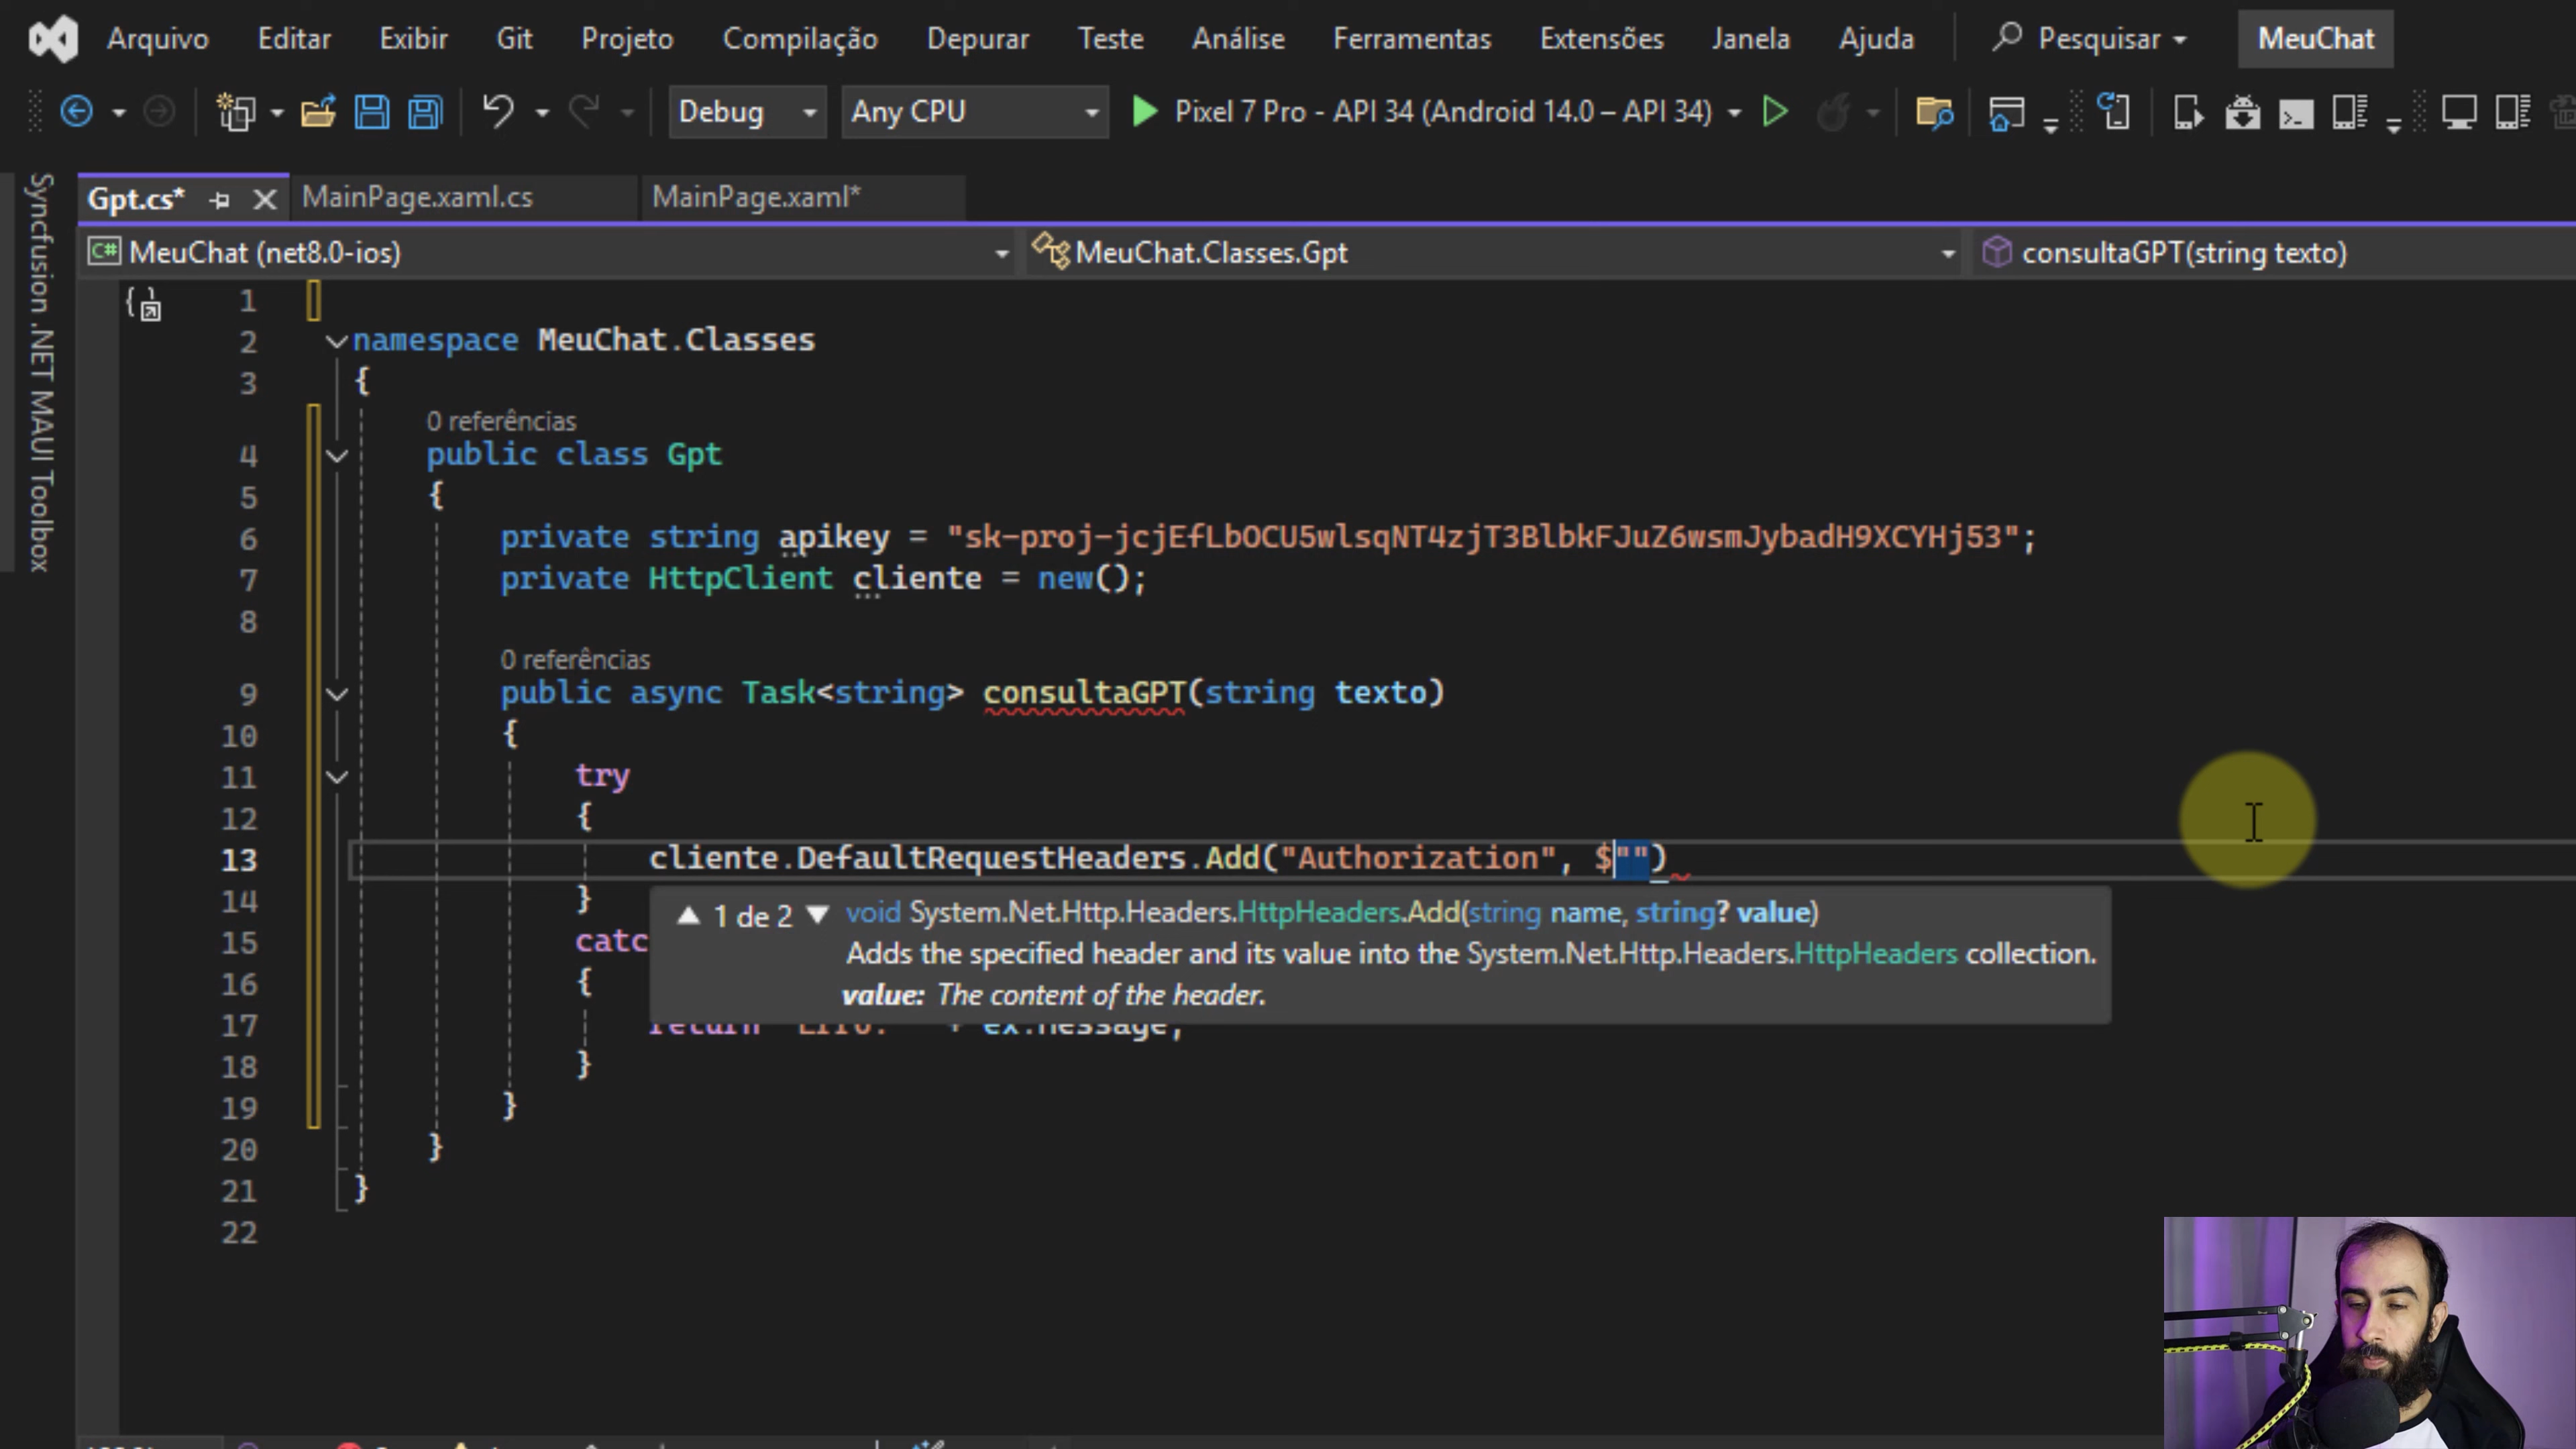 Arquivo Editar Exibir Git Projeto Compilação Depurar Teste Análise Ferramentas Extensões Janela Ajuda Pesquisar MeuChat
Debug Any CPU Pixel 7 Pro - API 34 (Android 14.0 – API 34)
Syncfusion .NET MAUI Toolbox
Gpt.cs* MainPage.xaml.cs MainPage.xaml*
C# MeuChat (net8.0-ios) MeuChat.Classes.Gpt consultaGPT(string texto)
1
2 namespace MeuChat.Classes
3 {
0 referências
4 public class Gpt
5 {
6 private string apikey = "sk-proj-jcjEfLbOCU5wlsqNT4zjT3BlbkFJuZ6wsmJybadH9XCYHj53";
7 private HttpClient cliente = new();
8
0 referências
9 public async Task<string> consultaGPT(string texto)
10 {
11 try
12 {
13 cliente.DefaultRequestHeaders.Add("Authorization", $"")
14 }
1 de 2 void System.Net.Http.Headers.HttpHeaders.Add(string name, string? value)
15 catc
Adds the specified header and its value into the System.Net.Http.Headers.HttpHeaders collection.
16 {
value: The content of the header.
17 return "Erro: " + ex.Message;
18 }
19 }
20 }
21 }
22